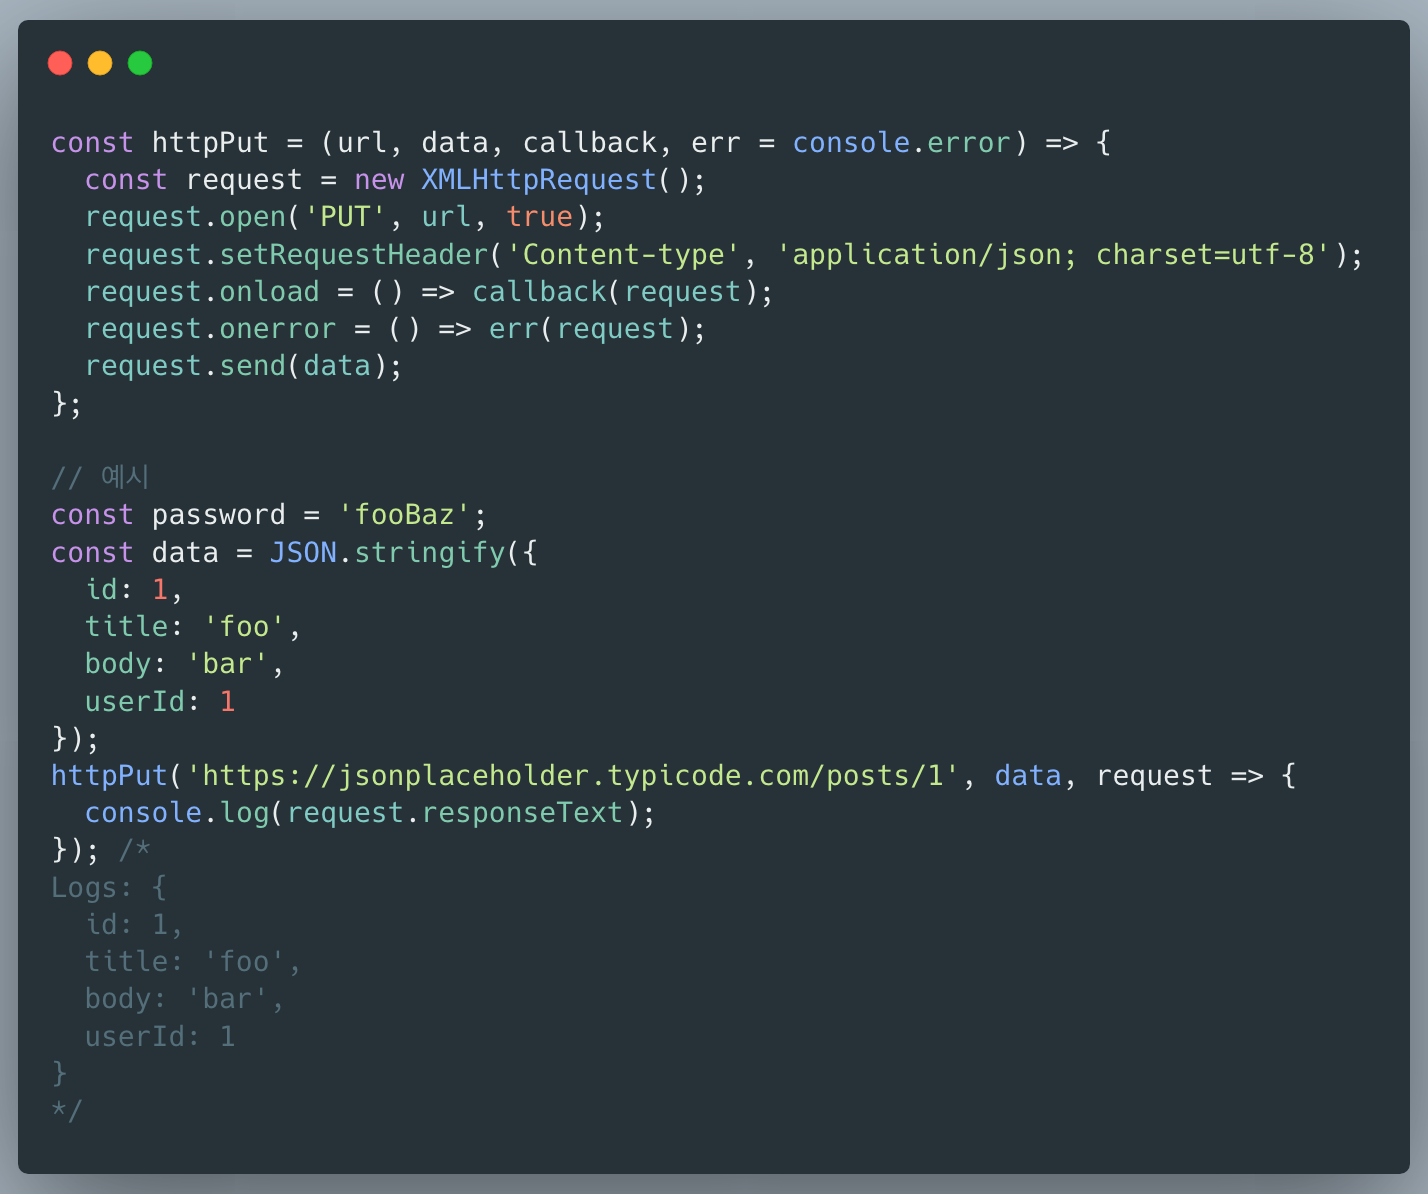 const httpPut = (url, data, callback, err = console.error) => {
  const request = new XMLHttpRequest();
  request.open('PUT', url, true);
  request.setRequestHeader('Content-type', 'application/json; charset=utf-8');
  request.onload = () => callback(request);
  request.onerror = () => err(request);
  request.send(data);
};

// 예시
const password = 'fooBaz';
const data = JSON.stringify({
  id: 1,
  title: 'foo',
  body: 'bar',
  userId: 1
});
httpPut('https://jsonplaceholder.typicode.com/posts/1', data, request => {
  console.log(request.responseText);
}); /*
Logs: {
  id: 1,
  title: 'foo',
  body: 'bar',
  userId: 1
}
*/